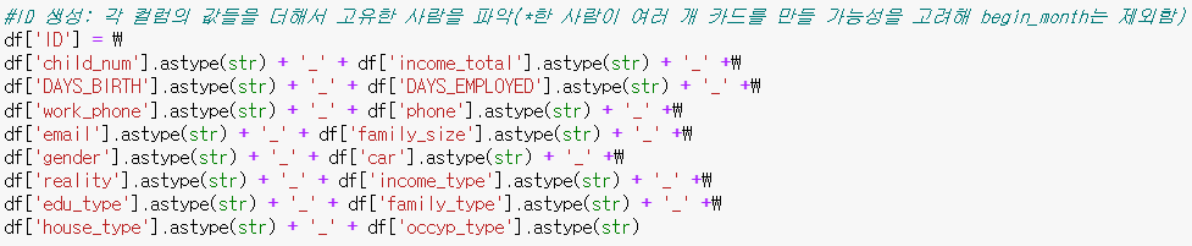 #ID 생성: 각 컬럼의 값들을 더해서 고유한 사람을 파악(*한 사람이 여러 개 카드를 만들 가능성을 고려해 begin_month는 제외함)
df['ID'] = ₩
df['child_num'].astype(str) + '_' + df['income_total'].astype(str) + '_' +₩
df['DAYS_BIRTH'].astype(str) + '_' + df['DAYS_EMPLOYED'].astype(str) + '_' +₩
df['work_phone'].astype(str) + '_' + df['phone'].astype(str) + '_' +₩
df['email'].astype(str) + '_' + df['family_size'].astype(str) + '_' +₩
df['gender'].astype(str) + '_' + df['car'].astype(str) + '_' +₩
df['reality'].astype(str) + '_' + df['income_type'].astype(str) + '_' +₩
df['edu_type'].astype(str) + '_' + df['family_type'].astype(str) + '_' +₩
df['house_type'].astype(str) + '_' + df['occyp_type'].astype(str)